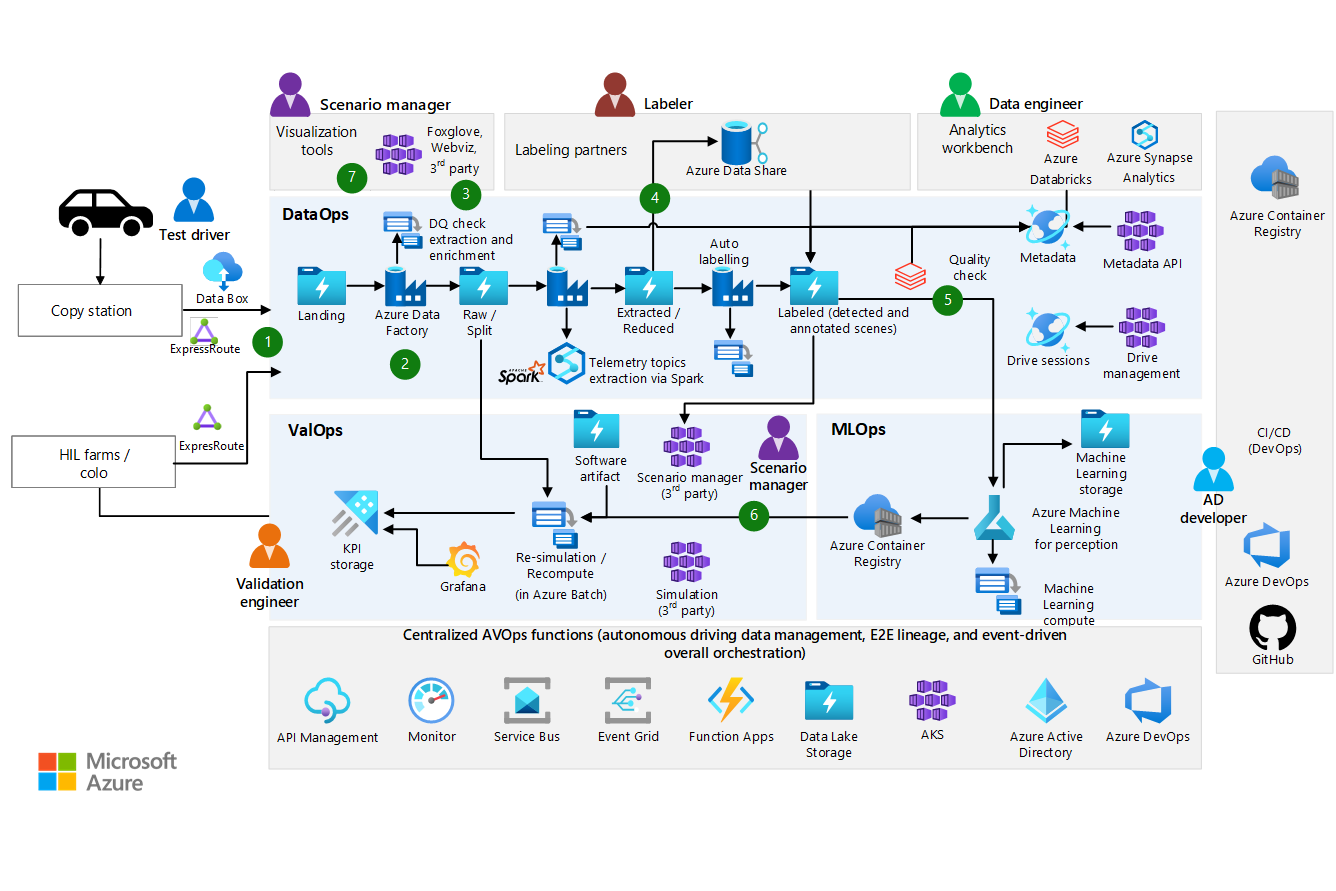 Scenario manager
Labeler
Data engineer
Visualization
tools
Foxglove,
Webviz,
3rd party
7
3
Labeling partners
Azure Data Share
4
Analytics
workbench
Azure
Databricks
Azure Synapse
Analytics
Azure Container
Registry
Test driver
Data Box
Copy station
ExpressRoute
1
ExpresRoute
HIL farms /
colo
DataOps
DQ check
extraction and
enrichment
Landing
Azure Data
Factory
2
Raw /
Split
APACHE
Spark
Telemetry topics
extraction via Spark
Extracted /
Reduced
Auto
labelling
Labeled (detected and
annotated scenes)
Quality
check
5
Metadata
Metadata API
Drive sessions
Drive
management
ValOps
Software
artifact
Scenario manager
(3rd party)
Scenario
manager
KPI
storage
Grafana
Re-simulation /
Recompute
(in Azure Batch)
Simulation
(3rd party)
6
Validation
engineer
MLOps
Machine
Learning
storage
Azure Machine
Learning
for perception
Azure Container
Registry
Machine
Learning
compute
CI/CD
(DevOps)
AD
developer
Azure DevOps
GitHub
Centralized AVOps functions (autonomous driving data management, E2E lineage, and event-driven
overall orchestration)
API Management
Monitor
Service Bus
Event Grid
Function Apps
Data Lake
Storage
AKS
Azure Active
Directory
Azure DevOps
Microsoft
Azure